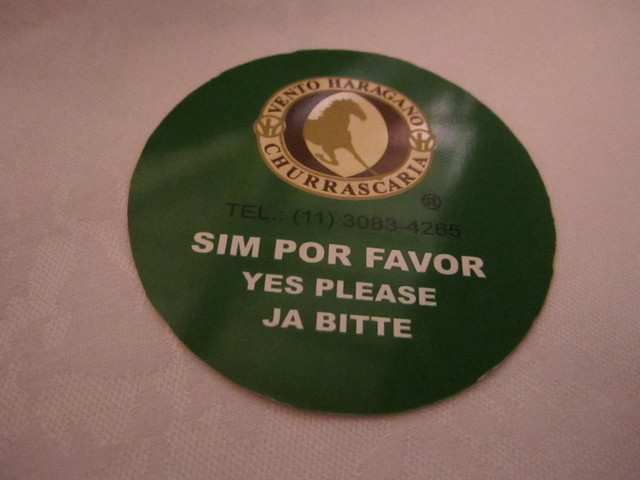 VENTO HARAGANO
CHURRASCARIA
®
TEL.: (11) 3083-4265
SIM POR FAVOR
YES PLEASE
JA BITTE